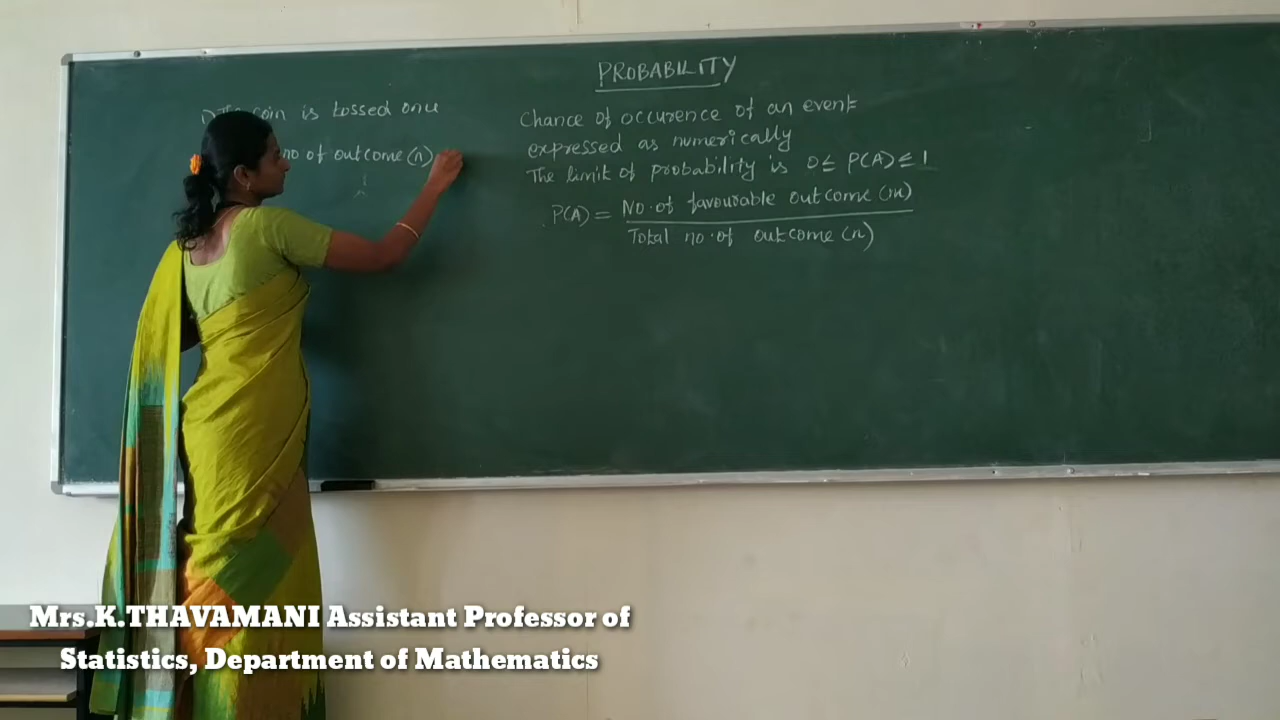 PROBABILITY
coin is tossed once
no of outcome (n)
Chance of occurence of an event
expressed as numerically
The limit of probability is 0 ≤ P(A) ≤ 1
P(A) = No. of favourable outcome (m)
Total no. of outcome (n)
Mrs.K.THAVAMANI Assistant Professor of
Statistics, Department of Mathematics